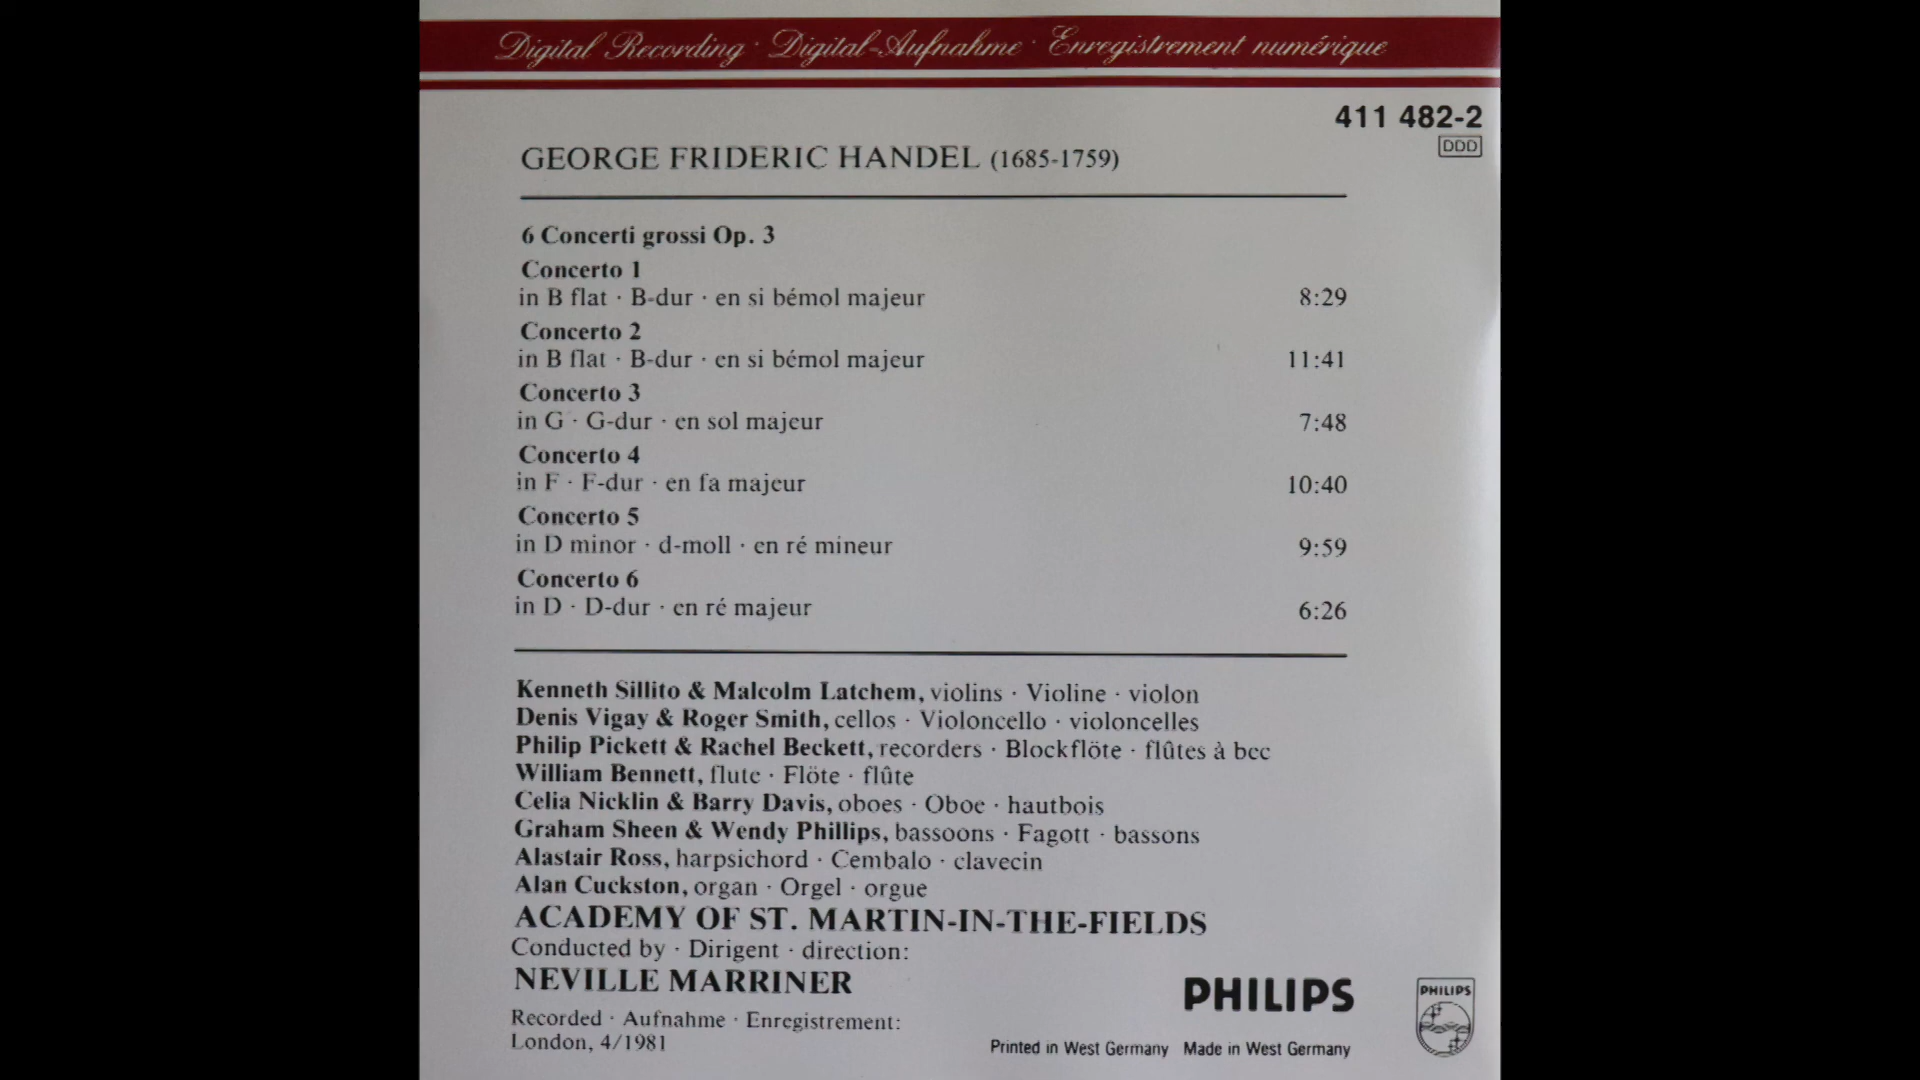 Digital Recording · Digital-Aufnahme · Enregistrement numérique
411 482-2
DDD
GEORGE FRIDERIC HANDEL (1685-1759)
6 Concerti grossi Op. 3
Concerto 1
in B flat · B-dur · en si bémol majeur 8:29
Concerto 2
in B flat · B-dur · en si bémol majeur 11:41
Concerto 3
in G · G-dur · en sol majeur 7:48
Concerto 4
in F · F-dur · en fa majeur 10:40
Concerto 5
in D minor · d-moll · en ré mineur 9:59
Concerto 6
in D · D-dur · en ré majeur 6:26
Kenneth Sillito & Malcolm Latchem, violins · Violine · violon
Denis Vigay & Roger Smith, cellos · Violoncello · violoncelles
Philip Pickett & Rachel Beckett, recorders · Blockflöte · flûtes à bec
William Bennett, flute · Flöte · flûte
Celia Nicklin & Barry Davis, oboes · Oboe · hautbois
Graham Sheen & Wendy Phillips, bassoons · Fagott · bassons
Alastair Ross, harpsichord · Cembalo · clavecin
Alan Cuckston, organ · Orgel · orgue
ACADEMY OF ST. MARTIN-IN-THE-FIELDS
Conducted by · Dirigent · direction:
NEVILLE MARRINER
Recorded · Aufnahme · Enregistrement:
London, 4/1981
PHILIPS
PHILIPS
Printed in West Germany Made in West Germany